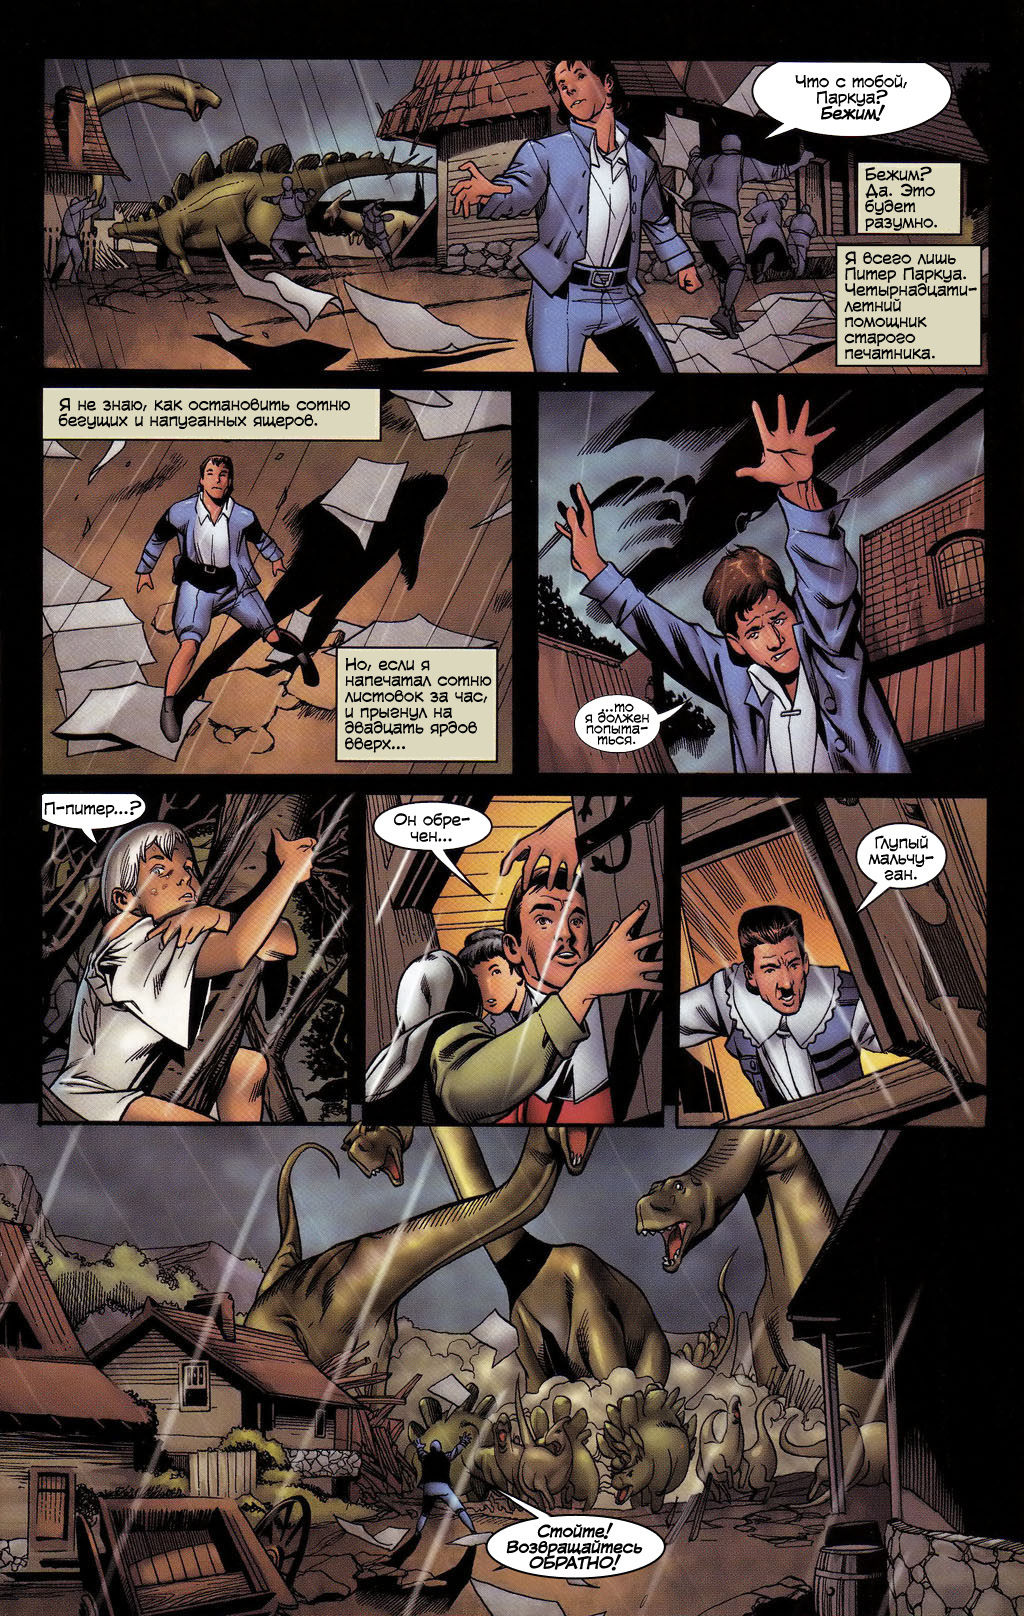 Что с тобой,
Паркуа?
Бежим!
Бежим?
Да. Это
будет
разумно.
Я всего лишь
Питер Паркуа.
Четырнадцати-
летний
помощник
старого
печатника.
Я не знаю, как остановить сотню
бегущих и напуганных ящеров.
Но, если я
напечатал сотню
листовок за час,
и прыгнул на
двадцать ярдов
вверх...
...то
я должен
попыта-
ться.
П-питер...?
Он обре-
чен...
Глупый
мальчу-
ган.
Стойте!
Возвращайтесь
ОБРАТНО!